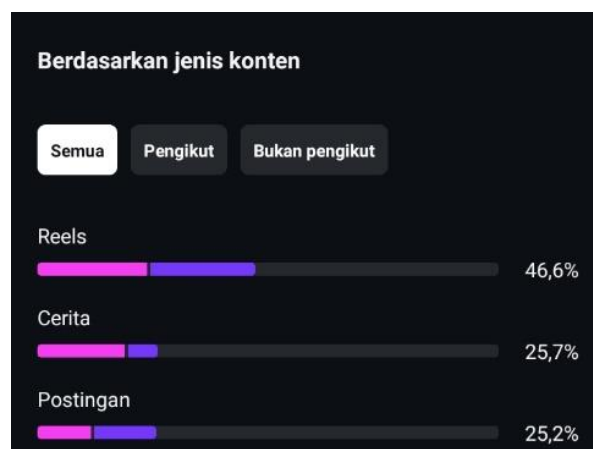 Berdasarkan jenis konten
Semua Pengikut Bukan pengikut
Reels
46,6%
Cerita
25,7%
Postingan
25,2%